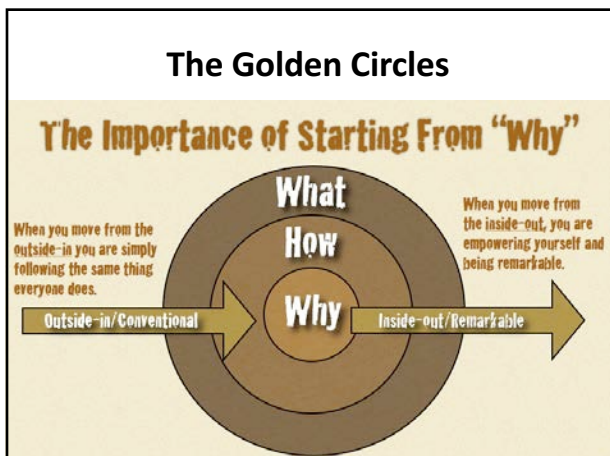 The Golden Circles
The Importance of Starting From “Why”
When you move from the
outside-in you are simply
following the same thing
everyone does.
Outside-in/Conventional
What
How
Why
When you move from
the inside-out, you are
empowering yourself and
being remarkable.
Inside-out/Remarkable